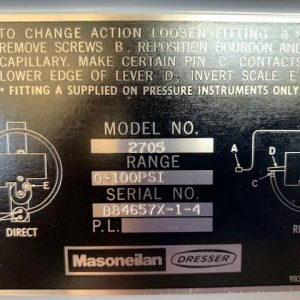 TO CHANGE ACTION LOOSEN FITTING A *
REMOVE SCREWS B, REPOSITION BOURDON AND
CAPILLARY. MAKE CERTAIN PIN C CONTACTS
LOWER EDGE OF LEVER D, INVERT SCALE E.
* FITTING A SUPPLIED ON PRESSURE INSTRUMENTS ONLY
MODEL NO.
2705
RANGE
0-100PSI
SERIAL NO.
B84657X-1-4
P.L.
A
D
C
E
DIRECT
Masoneilan
DRESSER